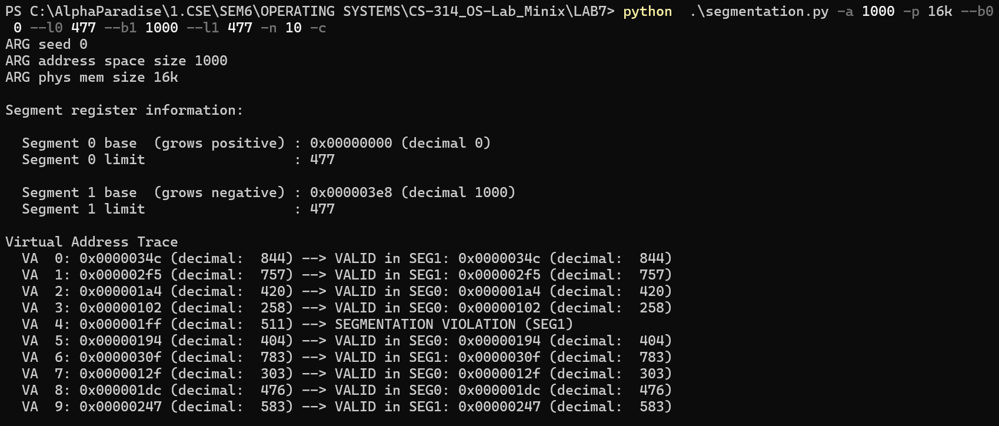 PS C:\AlphaParadise\1.CSE\SEM6\OPERATING SYSTEMS\CS-314_OS-Lab_Minix\LAB7> python  .\segmentation.py -a 1000 -p 16k --b0
 0 --l0 477 --b1 1000 --l1 477 -n 10 -c
ARG seed 0
ARG address space size 1000
ARG phys mem size 16k

Segment register information:

  Segment 0 base  (grows positive) : 0x00000000 (decimal 0)
  Segment 0 limit                  : 477

  Segment 1 base  (grows negative) : 0x000003e8 (decimal 1000)
  Segment 1 limit                  : 477

Virtual Address Trace
  VA  0: 0x0000034c (decimal:  844) --> VALID in SEG1: 0x0000034c (decimal:  844)
  VA  1: 0x000002f5 (decimal:  757) --> VALID in SEG1: 0x000002f5 (decimal:  757)
  VA  2: 0x000001a4 (decimal:  420) --> VALID in SEG0: 0x000001a4 (decimal:  420)
  VA  3: 0x00000102 (decimal:  258) --> VALID in SEG0: 0x00000102 (decimal:  258)
  VA  4: 0x000001ff (decimal:  511) --> SEGMENTATION VIOLATION (SEG1)
  VA  5: 0x00000194 (decimal:  404) --> VALID in SEG0: 0x00000194 (decimal:  404)
  VA  6: 0x0000030f (decimal:  783) --> VALID in SEG1: 0x0000030f (decimal:  783)
  VA  7: 0x0000012f (decimal:  303) --> VALID in SEG0: 0x0000012f (decimal:  303)
  VA  8: 0x000001dc (decimal:  476) --> VALID in SEG0: 0x000001dc (decimal:  476)
  VA  9: 0x00000247 (decimal:  583) --> VALID in SEG1: 0x00000247 (decimal:  583)